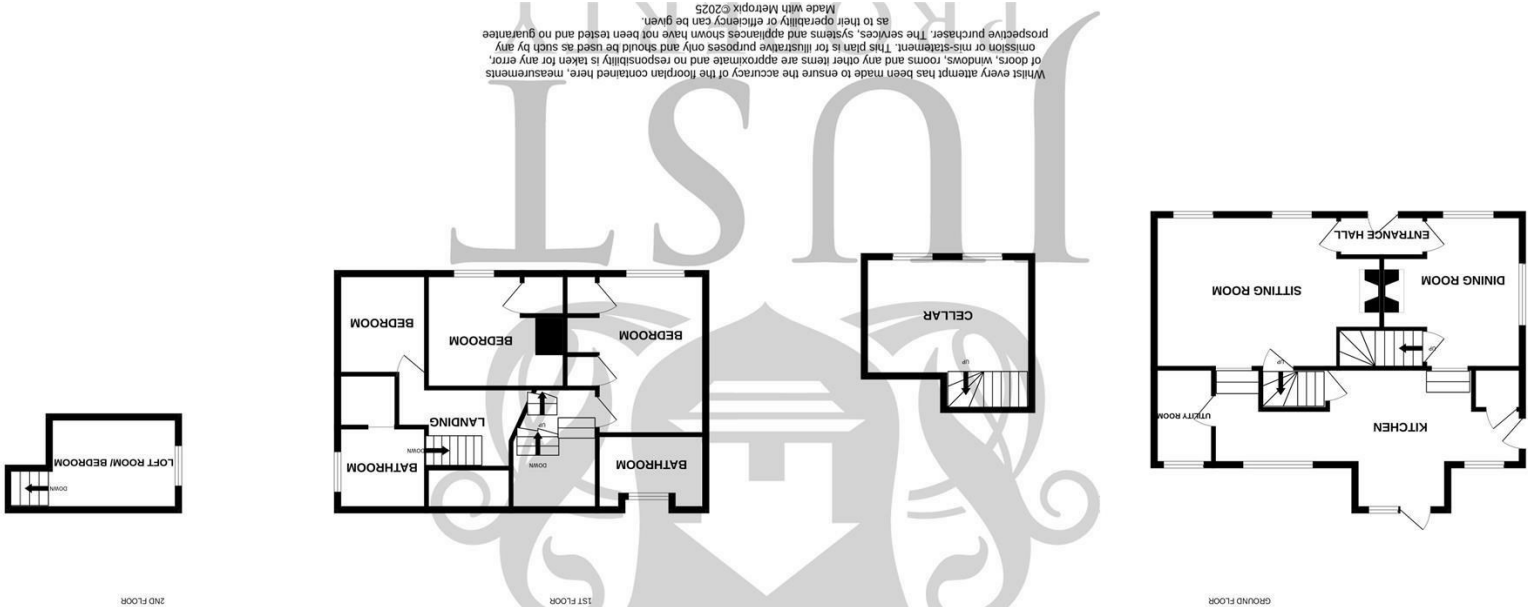 GROUND FLOOR
1ST FLOOR
2ND FLOOR
KITCHEN
UTILITY ROOM
UP
UP
DINING ROOM
SITTING ROOM
ENTRANCE HALL
UP
CELLAR
BATHROOM
DOWN
BATHROOM
DOWN
UP
LANDING
BEDROOM
BEDROOM
BEDROOM
DOWN
LOFT ROOM/ BEDROOM
JUST
PROPERTY
Whilst every attempt has been made to ensure the accuracy of the floorplan contained here, measurements
of doors, windows, rooms and any other items are approximate and no responsibility is taken for any error,
omission or mis-statement. This plan is for illustrative purposes only and should be used as such by any
prospective purchaser. The services, systems and appliances shown have not been tested and no guarantee
as to their operability or efficiency can be given.
Made with Metropix ©2025